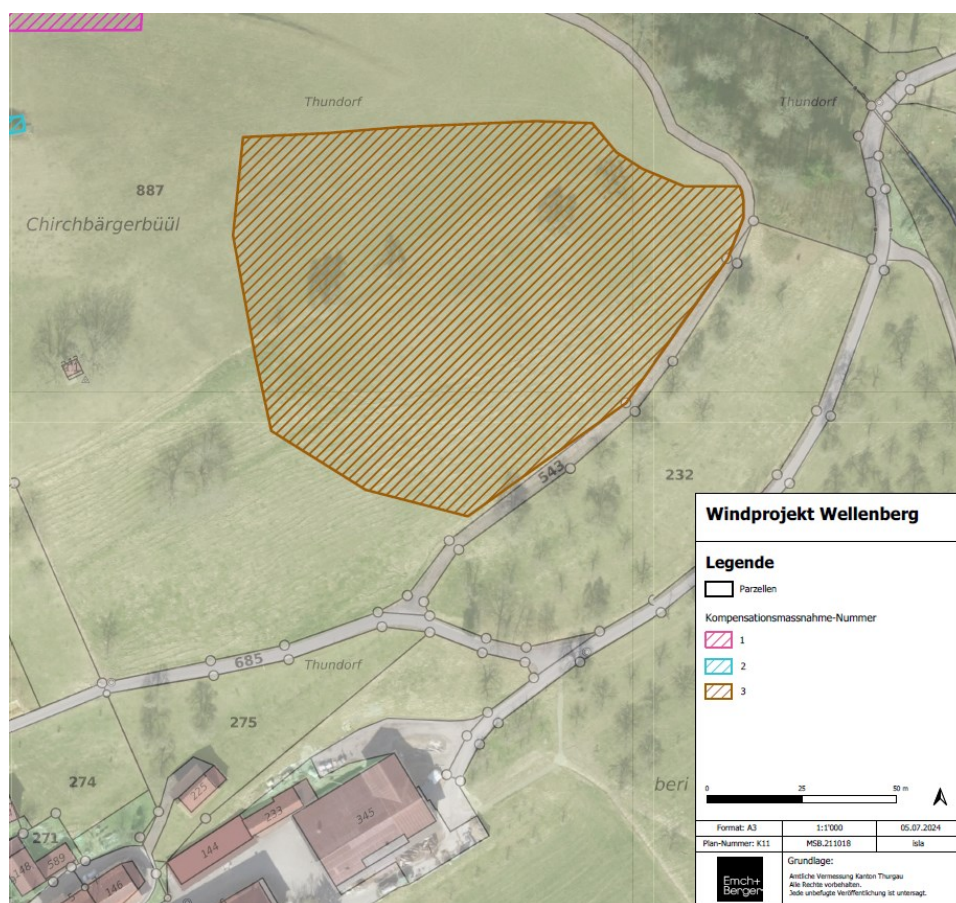 Thundorf
Thundorf
887
Chirchbärgerbüül
543
232
685
Thundorf
275
274
225
233
345
271
589
148
144
146
beri
Windprojekt Wellenberg
Legende
Parzellen
Kompensationsmassnahme-Nummer
1
2
3
0 25 50 m
Format: A3 1:1'000 05.07.2024
Plan-Nummer: K11 MSB.211018 isla
Emch+
Berger
Grundlage:
Amtliche Vermessung Kanton Thurgau
Alle Rechte vorbehalten.
Jede unbefugte Veröffentlichung ist untersagt.